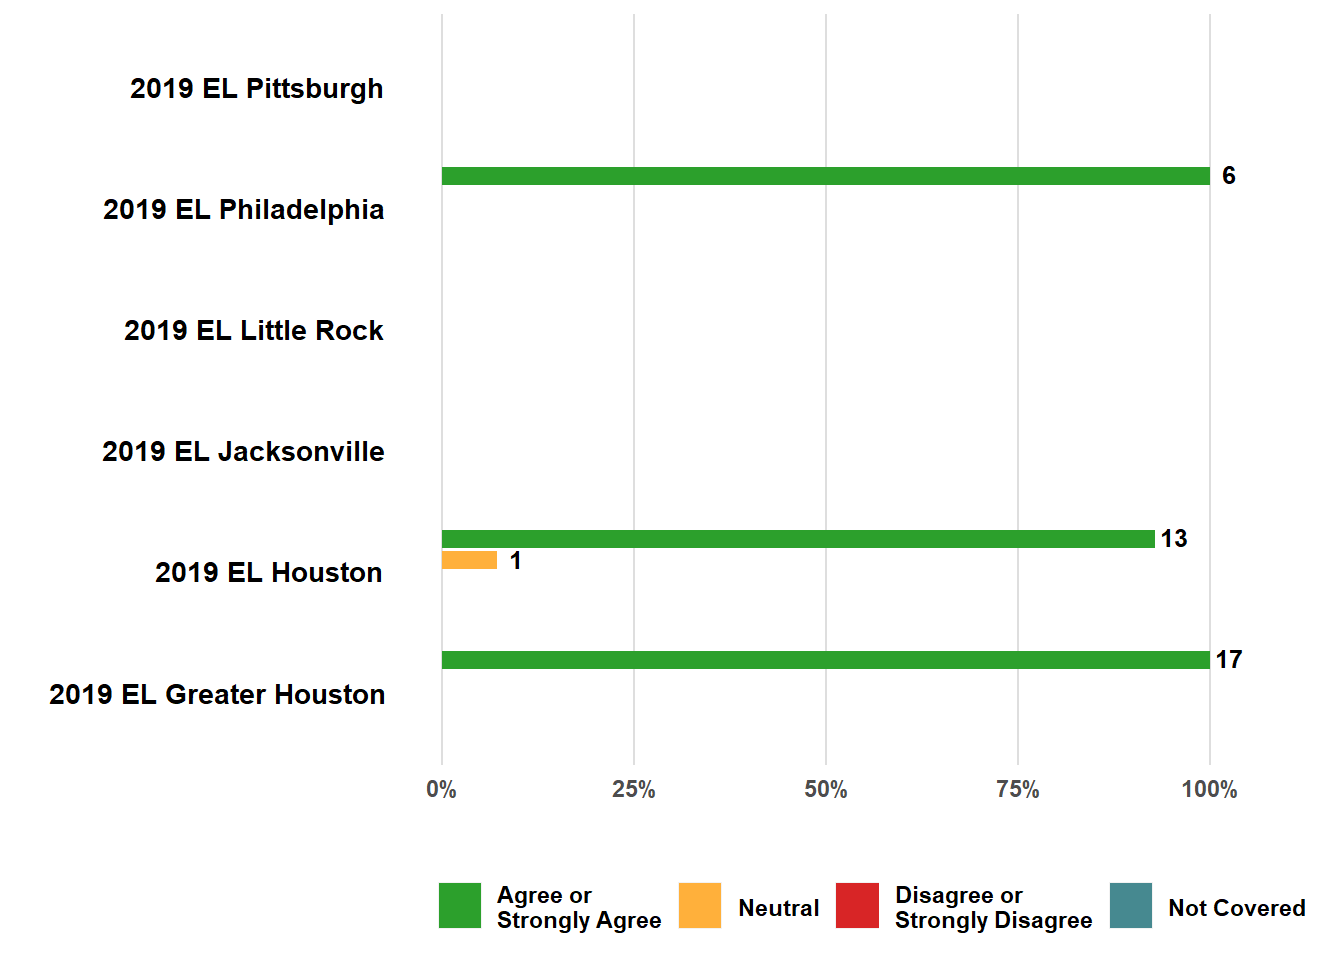 2019 EL Pittsburgh
6
2019 EL Philadelphia
2019 EL Little Rock
2019 EL Jacksonville
13
1
2019 EL Houston
17
2019 EL Greater Houston
0% 25% 50% 75% 100%
Agree or
Strongly Agree
Neutral
Disagree or
Strongly Disagree
Not Covered